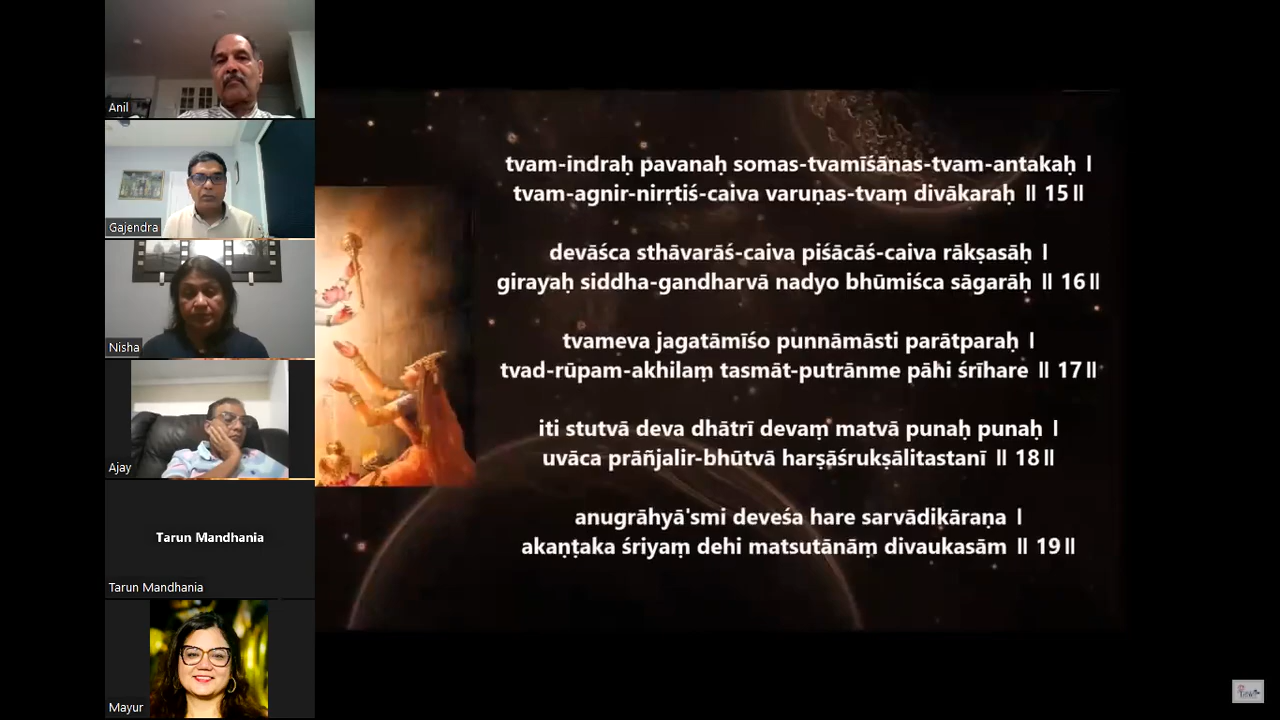 Anil
Gajendra
Nisha
Ajay
Tarun Mandhania
Tarun Mandhania
Mayur
tvam-indraḥ pavanaḥ somas-tvamīśānas-tvam-antakaḥ ।
tvam-agnir-nirṛtiś-caiva varuṇas-tvaṃ divākaraḥ ॥ 15॥
devāśca sthāvarāś-caiva piśācāś-caiva rākṣasāḥ ।
girayaḥ siddha-gandharvā nadyo bhūmiśca sāgarāḥ ॥ 16॥
tvameva jagatāmīśo punnāmāsti parātparaḥ ।
tvad-rūpam-akhilaṃ tasmāt-putrānme pāhi śrīhare ॥ 17॥
iti stutvā deva dhātrī devaṃ matvā punaḥ punaḥ ।
uvāca prāñjalir-bhūtvā harṣāśrukṣālitastanī ॥ 18॥
anugrāhyā'smi deveśa hare sarvādikāraṇa ।
akaṇṭaka śriyaṃ dehi matsutānāṃ divaukasām ॥ 19॥